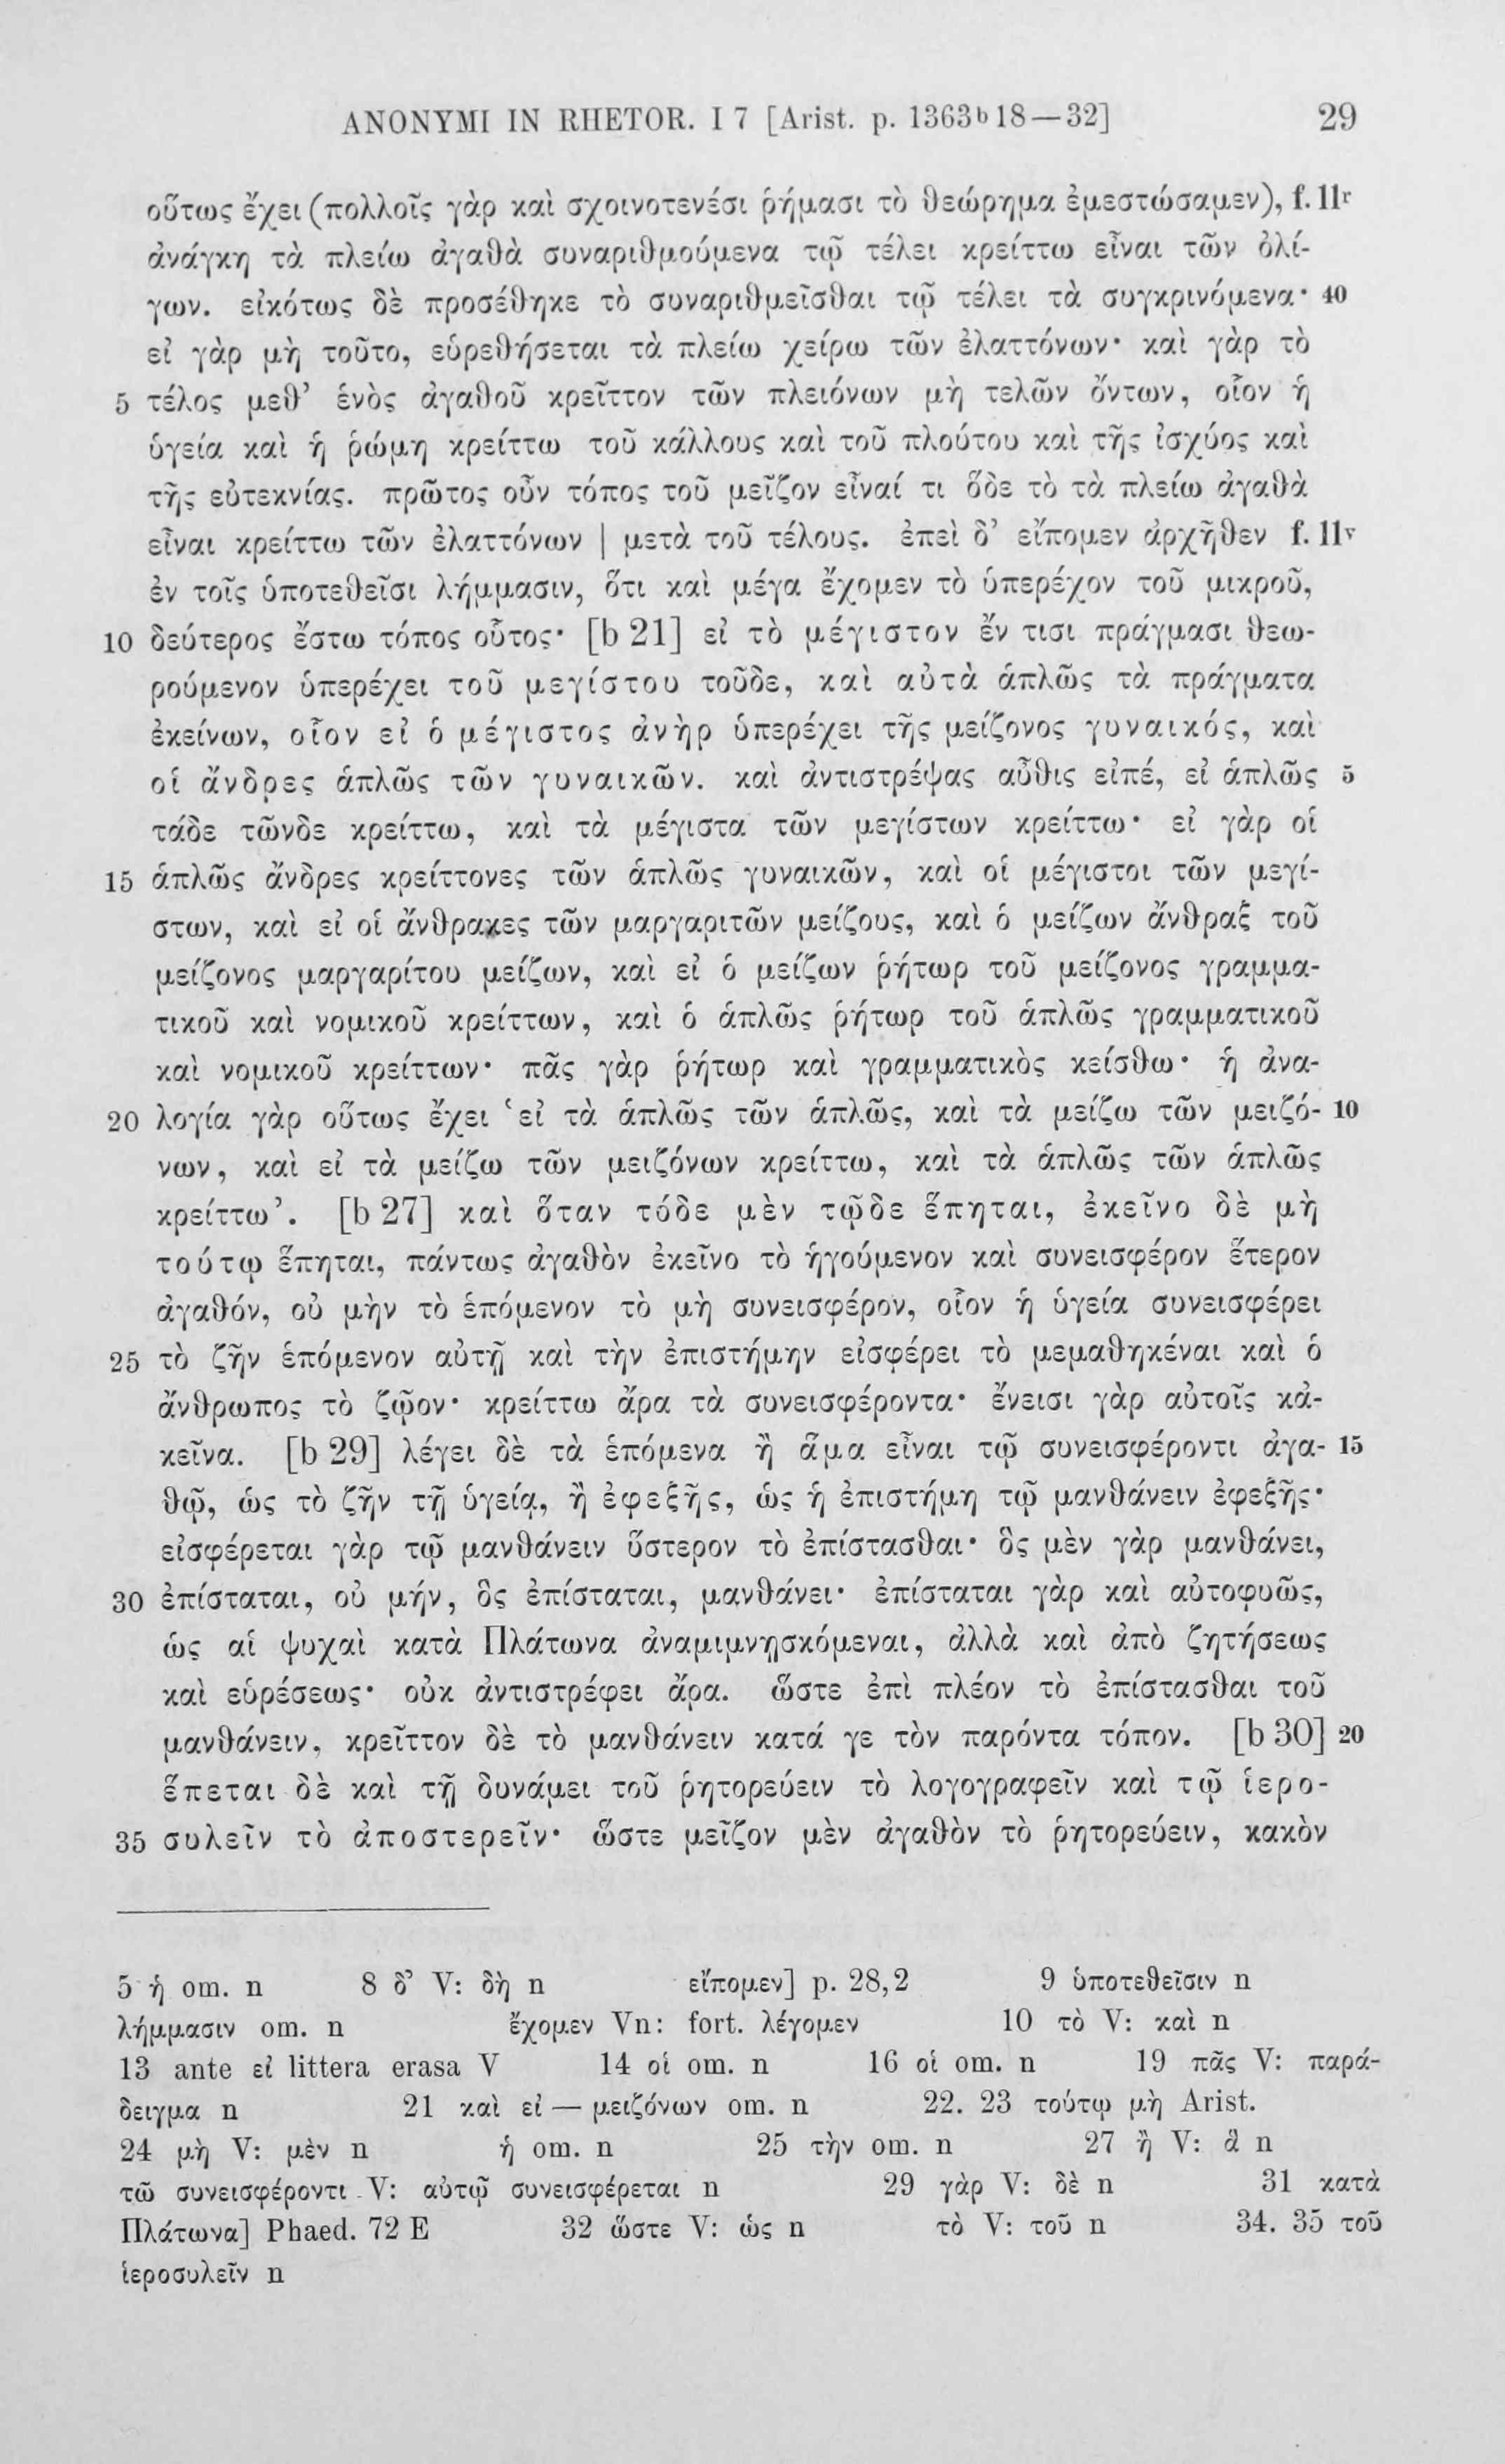 ANONYMI IN RHETOR. I 7 [Arist. p. 1363ᵇ18—32] 29
οὕτως ἔχει (πολλοῖς γὰρ καὶ σχοινοτενέσι ῥήμασι τὸ θεώρημα ἐμεστώσαμεν), f. 11ʳ
ἀνάγκη τὰ πλείω ἀγαθὰ συναριθμούμενα τῷ τέλει κρείττω εἶναι τῶν ὀλί-
γων. εἰκότως δὲ προσέθηκε τὸ συναριθμεῖσθαι τῷ τέλει τὰ συγκρινόμενα· 40
εἰ γὰρ μὴ τοῦτο, εὑρεθήσεται τὰ πλείω χείρω τῶν ἐλαττόνων· καὶ γὰρ τὸ
5 τέλος μεθ’ ἑνὸς ἀγαθοῦ κρεῖττον τῶν πλειόνων μὴ τελῶν ὄντων, οἷον ἡ
ὑγεία καὶ ἡ ῥώμη κρείττω τοῦ κάλλους καὶ τοῦ πλούτου καὶ τῆς ἰσχύος καὶ
τῆς εὐτεκνίας. πρῶτος οὖν τόπος τοῦ μεῖζον εἶναί τι ὅδε τὸ τὰ πλείω ἀγαθὰ
εἶναι κρείττω τῶν ἐλαττόνων | μετὰ τοῦ τέλους. ἐπεὶ δ’ εἴπομεν ἀρχῆθεν f. 11ᵛ
ἐν τοῖς ὑποτεθεῖσι λήμμασιν, ὅτι καὶ μέγα ἔχομεν τὸ ὑπερέχον τοῦ μικροῦ,
10 δεύτερος ἔστω τόπος οὗτος· [b 21] εἰ τὸ μέγιστον ἔν τισι πράγμασι θεω-
ρούμενον ὑπερέχει τοῦ μεγίστου τοῦδε, καὶ αὐτὰ ἁπλῶς τὰ πράγματα
ἐκείνων, οἷον εἰ ὁ μέγιστος ἀνὴρ ὑπερέχει τῆς μείζονος γυναικός, καὶ
οἱ ἄνδρες ἁπλῶς τῶν γυναικῶν. καὶ ἀντιστρέψας αὖθις εἰπέ, εἰ ἁπλῶς 5
τάδε τῶνδε κρείττω, καὶ τὰ μέγιστα τῶν μεγίστων κρείττω· εἰ γὰρ οἱ
15 ἁπλῶς ἄνδρες κρείττονες τῶν ἁπλῶς γυναικῶν, καὶ οἱ μέγιστοι τῶν μεγί-
στων, καὶ εἰ οἱ ἄνθρακες τῶν μαργαριτῶν μείζους, καὶ ὁ μείζων ἄνθραξ τοῦ
μείζονος μαργαρίτου μείζων, καὶ εἰ ὁ μείζων ῥήτωρ τοῦ μείζονος γραμμα-
τικοῦ καὶ νομικοῦ κρείττων, καὶ ὁ ἁπλῶς ῥήτωρ τοῦ ἁπλῶς γραμματικοῦ
καὶ νομικοῦ κρείττων· πᾶς γὰρ ῥήτωρ καὶ γραμματικὸς κείσθω· ἡ ἀνα-
20 λογία γὰρ οὕτως ἔχει ‘εἰ τὰ ἁπλῶς τῶν ἁπλῶς, καὶ τὰ μείζω τῶν μειζό- 10
νων, καὶ εἰ τὰ μείζω τῶν μειζόνων κρείττω, καὶ τὰ ἁπλῶς τῶν ἁπλῶς
κρείττω’. [b 27] καὶ ὅταν τόδε μὲν τῷδε ἕπηται, ἐκεῖνο δὲ μὴ
τούτῳ ἕπηται, πάντως ἀγαθὸν ἐκεῖνο τὸ ἡγούμενον καὶ συνεισφέρον ἕτερον
ἀγαθόν, οὐ μὴν τὸ ἑπόμενον τὸ μὴ συνεισφέρον, οἷον ἡ ὑγεία συνεισφέρει
25 τὸ ζῆν ἑπόμενον αὐτῇ καὶ τὴν ἐπιστήμην εἰσφέρει τὸ μεμαθηκέναι καὶ ὁ
ἄνθρωπος τὸ ζῷον· κρείττω ἄρα τὰ συνεισφέροντα· ἔνεισι γὰρ αὐτοῖς κἀ-
κεῖνα. [b 29] λέγει δὲ τὰ ἑπόμενα ἢ ἅμα εἶναι τῷ συνεισφέροντι ἀγα- 15
θῷ, ὡς τὸ ζῆν τῇ ὑγείᾳ, ἢ ἐφεξῆς, ὡς ἡ ἐπιστήμη τῷ μανθάνειν ἐφεξῆς·
εἰσφέρεται γὰρ τῷ μανθάνειν ὕστερον τὸ ἐπίστασθαι· ὃς μὲν γὰρ μανθάνει,
30 ἐπίσταται, οὐ μήν, ὃς ἐπίσταται, μανθάνει· ἐπίσταται γὰρ καὶ αὐτοφυῶς,
ὡς αἱ ψυχαὶ κατὰ Πλάτωνα ἀναμιμνῃσκόμεναι, ἀλλὰ καὶ ἀπὸ ζητήσεως
καὶ εὑρέσεως· οὐκ ἀντιστρέφει ἄρα. ὥστε ἐπὶ πλέον τὸ ἐπίστασθαι τοῦ
μανθάνειν, κρεῖττον δὲ τὸ μανθάνειν κατά γε τὸν παρόντα τόπον. [b 30] 20
ἕπεται δὲ καὶ τῇ δυνάμει τοῦ ῥητορεύειν τὸ λογογραφεῖν καὶ τῷ ἱερο-
35 συλεῖν τὸ ἀποστερεῖν· ὥστε μεῖζον μὲν ἀγαθὸν τὸ ῥητορεύειν, κακὸν
5 ἡ om. n 8 δ’ V: δὴ n εἴπομεν] p. 28,2 9 ὑποτεθεῖσιν n
λήμμασιν om. n ἔχομεν Vn: fort. λέγομεν 10 τὸ V: καὶ n
13 ante εἰ littera erasa V 14 οἱ om. n 16 οἱ om. n 19 πᾶς V: παρά-
δειγμα n 21 καὶ εἰ — μειζόνων om. n 22. 23 τούτῳ μὴ Arist.
24 μὴ V: μὲν n ἡ om. n 25 τὴν om. n 27 ἢ V: ἃ n
τῶ συνεισφέροντι V: αὐτῷ συνεισφέρεται n 29 γὰρ V: δὲ n 31 κατὰ
Πλάτωνα] Phaed. 72 E 32 ὥστε V: ὡς n τὸ V: τοῦ n 34. 35 τοῦ
ἱεροσυλεῖν n